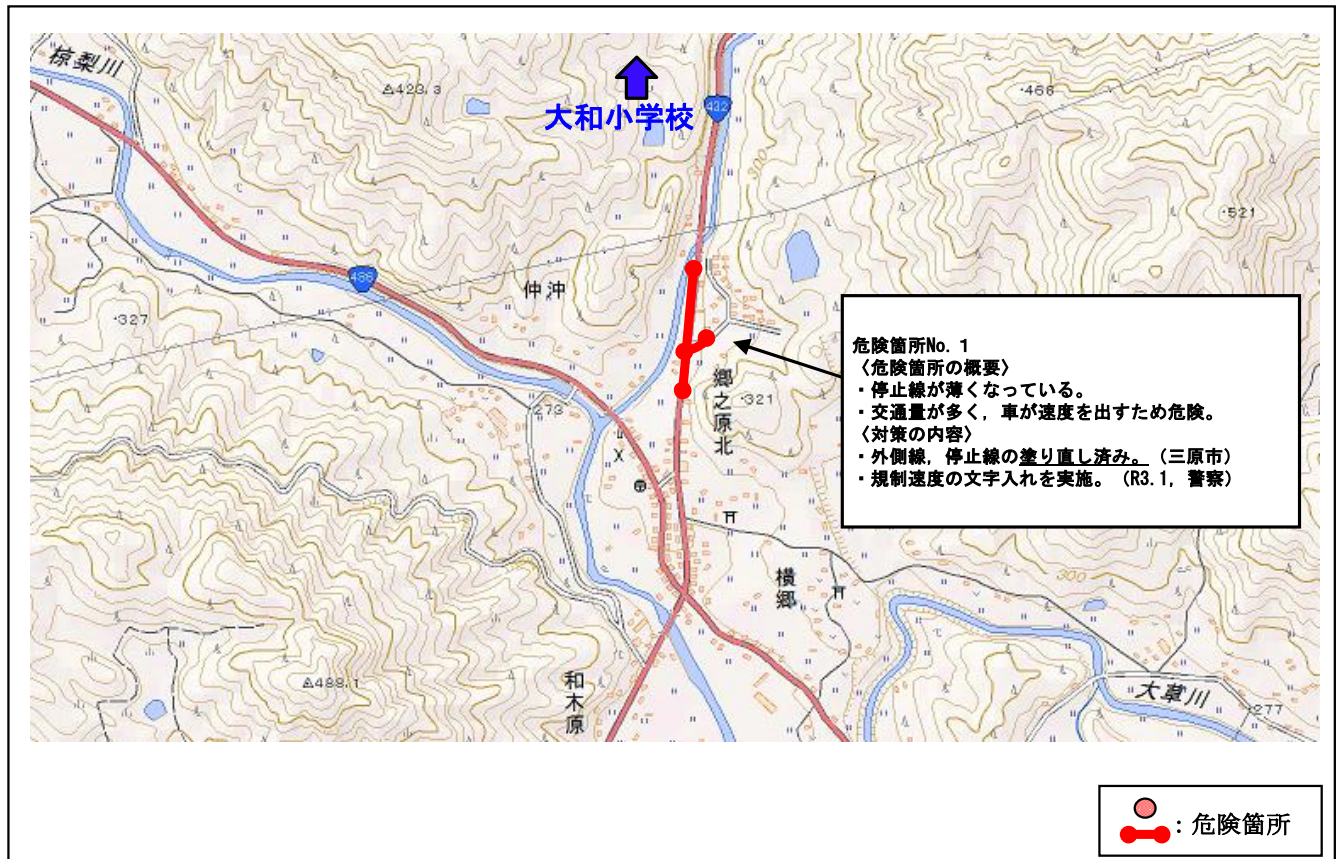 椋梨川
423.3
大和小学校
432
466
300
521
486
仲沖
327
危険箇所No. 1
〈危険箇所の概要〉
・停止線が薄くなっている。
・交通量が多く，車が速度を出すため危険。
〈対策の内容〉
・外側線，停止線の塗り直し済み。（三原市）
・規制速度の文字入れを実施。（R3.1，警察）
郷之原北
321
273
横郷
300
488.1
和木原
大草川
277
：危険箇所